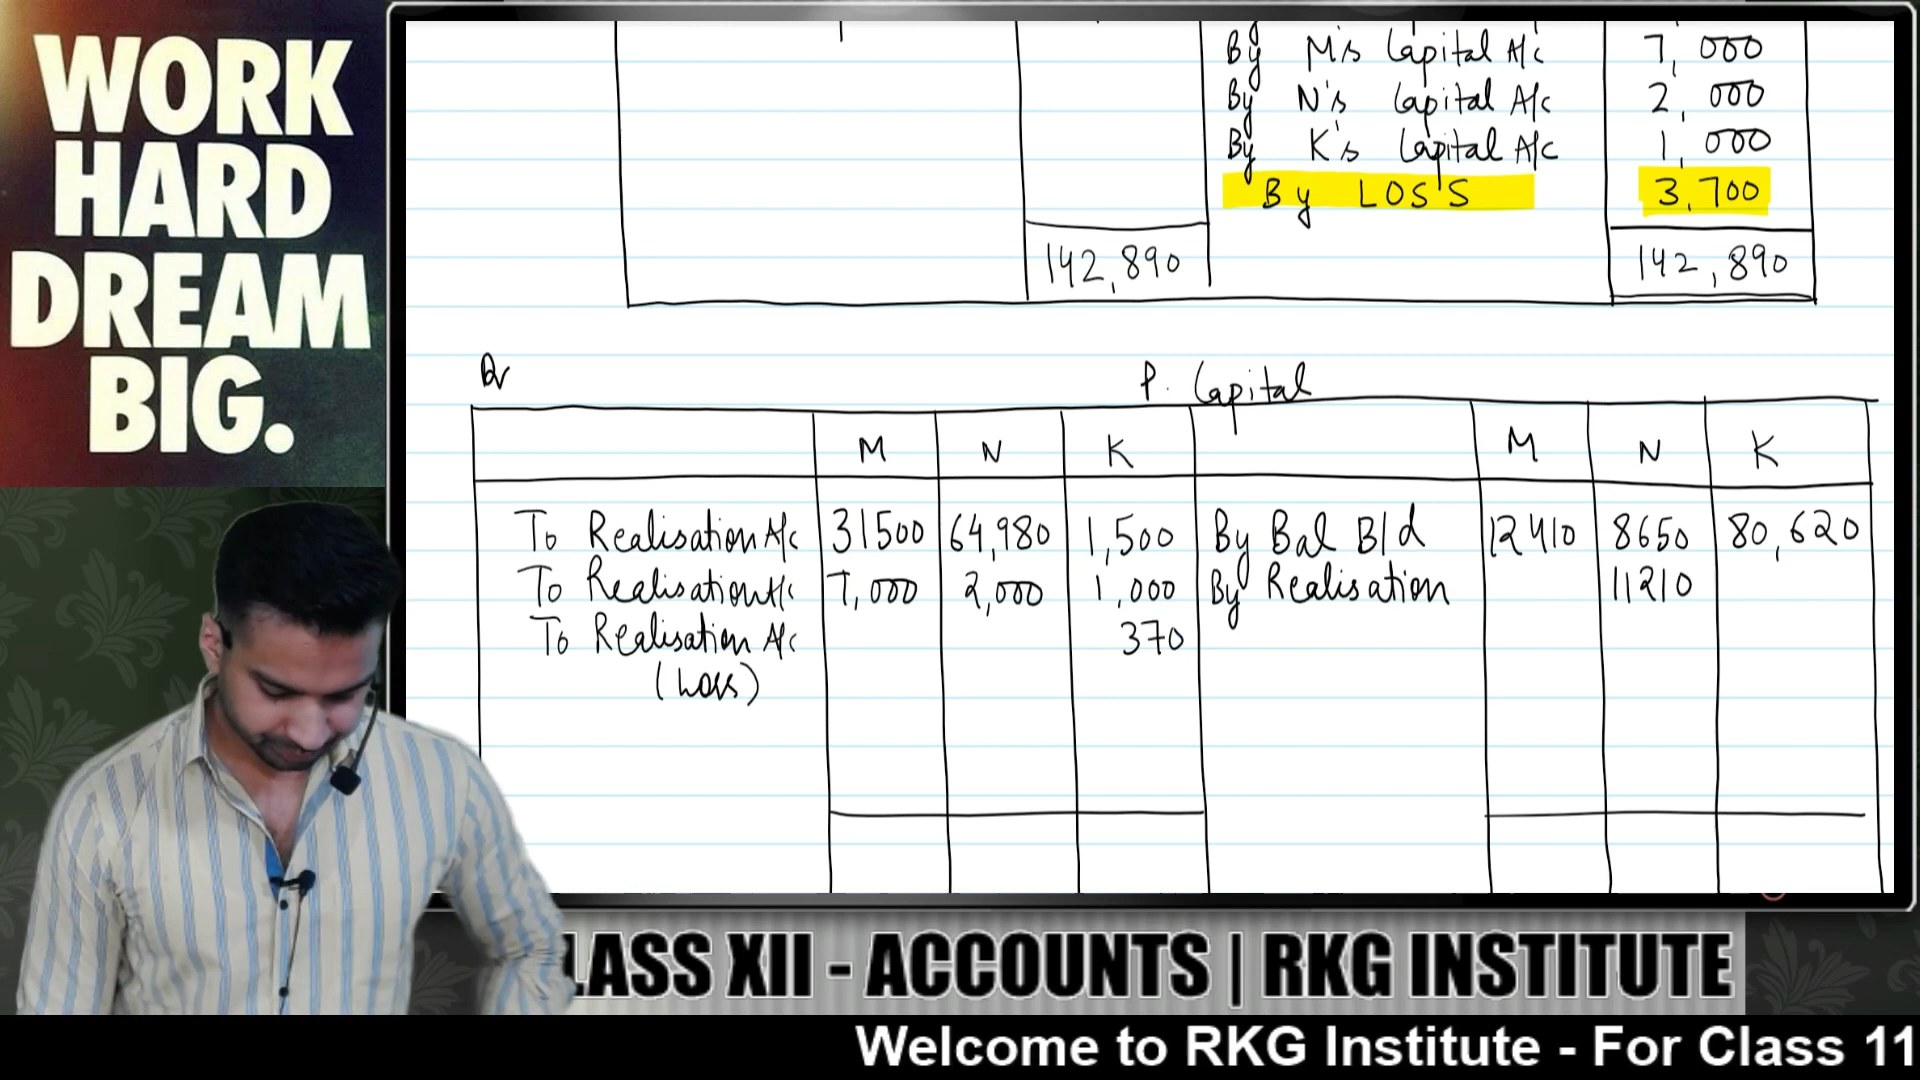 WORK
HARD
DREAM
BIG.
By M's Capital A/c 7,000
By N's Capital A/c 2,000
By K's Capital A/c 1,000
By LOSS 3,700
142,890 142,890
Dr P. Capital
M N K M N K
To Realisation A/c 31500 64,980 1,500 By Bal B/d 12410 8650 80,620
To Realisation A/c 7,000 2,000 1,000 By Realisation 11210
To Realisation A/c 370
(Loss)
LASS XII - ACCOUNTS | RKG INSTITUTE
Welcome to RKG Institute - For Class 11